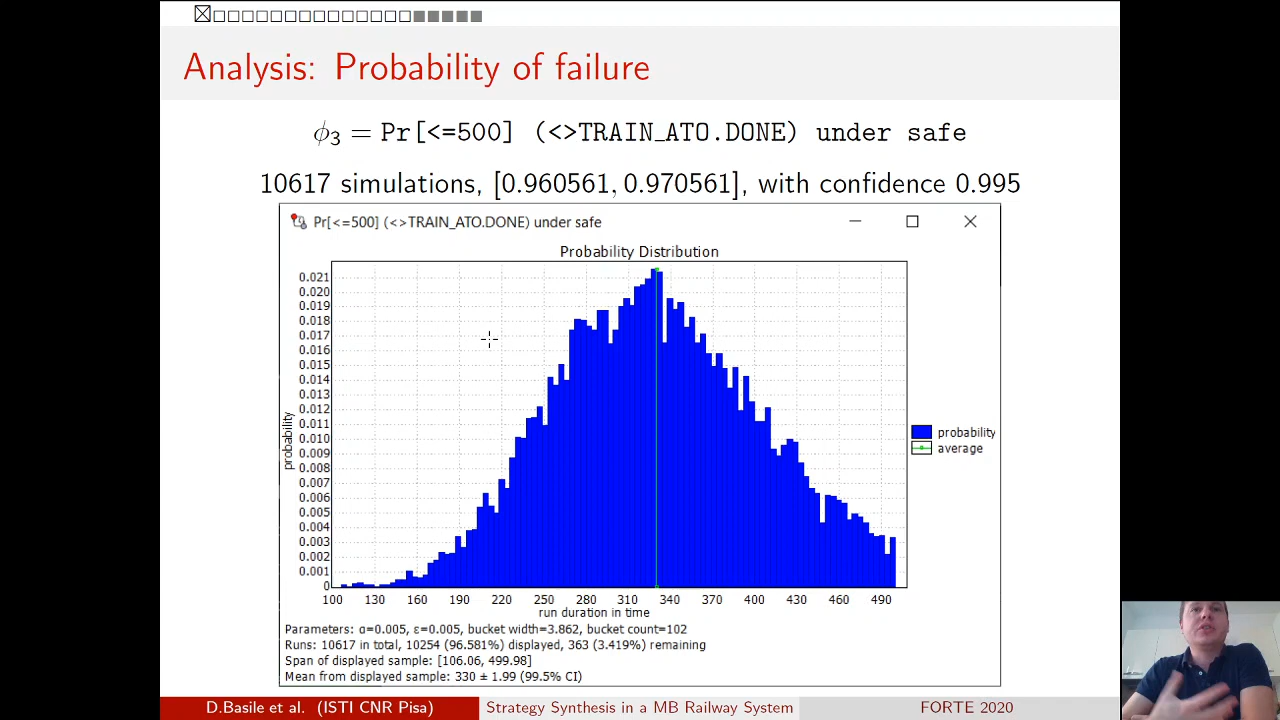 Analysis: Probability of failure
ϕ3 = Pr[<=500] (<>TRAIN_ATO.DONE) under safe
10617 simulations, [0.960561, 0.970561], with confidence 0.995
Pr[<=500] (<>TRAIN_ATO.DONE) under safe
Probability Distribution
0.021
0.020
0.019
0.018
0.017
0.016
0.015
0.014
0.013
0.012
0.011
0.010
0.009
0.008
0.007
0.006
0.005
0.004
0.003
0.002
0.001
0
probability
100 130 160 190 220 250 280 310 340 370 400 430 460 490
run duration in time
probability
average
Parameters: α=0.005, ε=0.005, bucket width=3.862, bucket count=102
Runs: 10617 in total, 10254 (96.581%) displayed, 363 (3.419%) remaining
Span of displayed sample: [106.06, 499.98]
Mean from displayed sample: 330 ± 1.99 (99.5% CI)
D.Basile et al. (ISTI CNR Pisa) Strategy Synthesis in a MB Railway System FORTE 2020